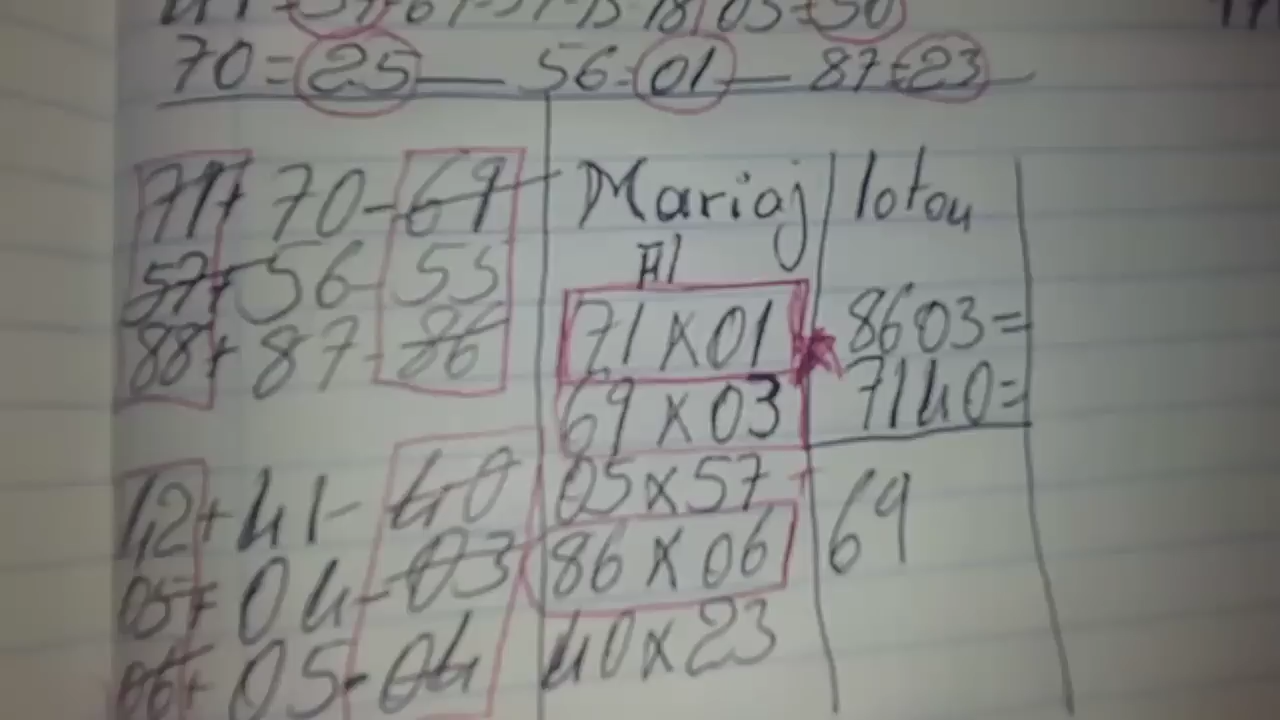 70=25—56=01—87=23
71+ 70-69
57+ 56-55
88+ 87-86
42+ 41-40
05+ 04-03
06+ 05-04
Mariaj
71X01
69X03
05X57
86X06
40X23
lotou
8603=
7140=
69